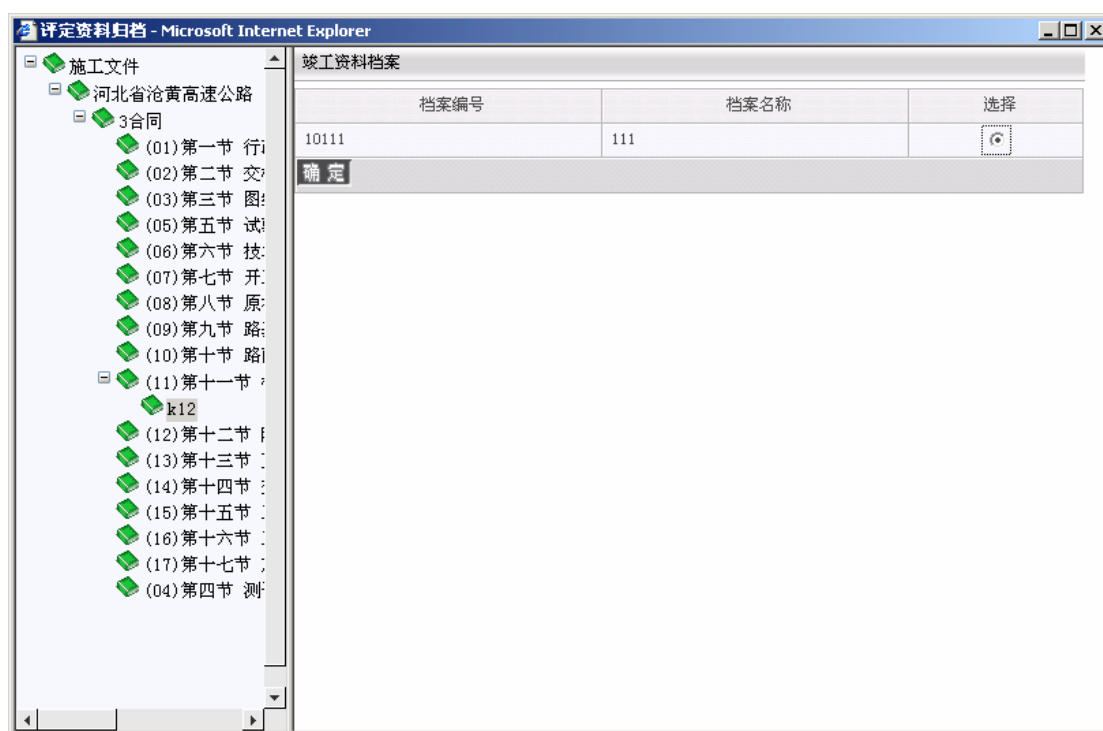 评定资料归档 - Microsoft Internet Explorer
施工文件
河北省沧黄高速公路
3合同
(01)第一节 行
(02)第二节 交
(03)第三节 图
(05)第五节 试
(06)第六节 技
(07)第七节 开
(08)第八节 原
(09)第九节 路
(10)第十节 路
(11)第十一节
k12
(12)第十二节
(13)第十三节
(14)第十四节
(15)第十五节
(16)第十六节
(17)第十七节
(04)第四节 测
竣工资料档案
档案编号 档案名称 选择
10111 111
确 定